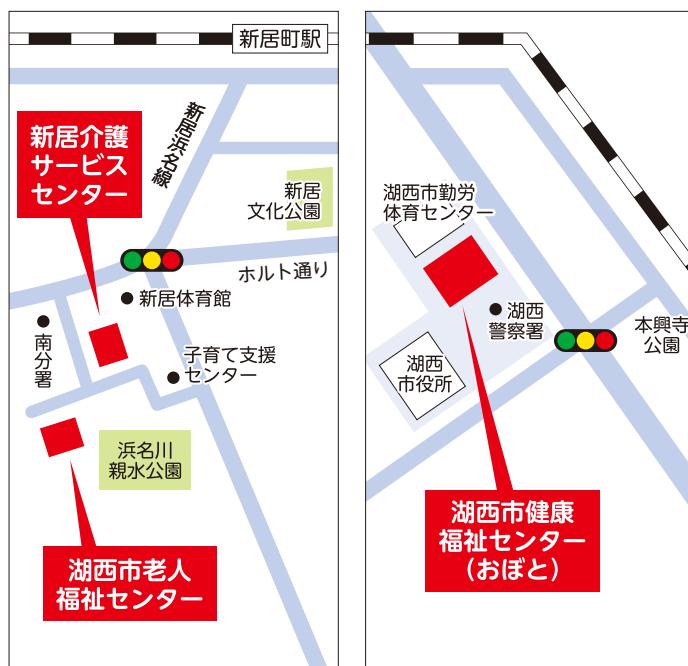 新居町駅
新居浜名線
新居介護
サービス
センター
新居
文化公園
ホルト通り
新居体育館
南分署
子育て支援
センター
浜名川
親水公園
湖西市老人
福祉センター
湖西市勤労
体育センター
湖西
警察署
本興寺
公園
湖西
市役所
湖西市健康
福祉センター
(おぼと)